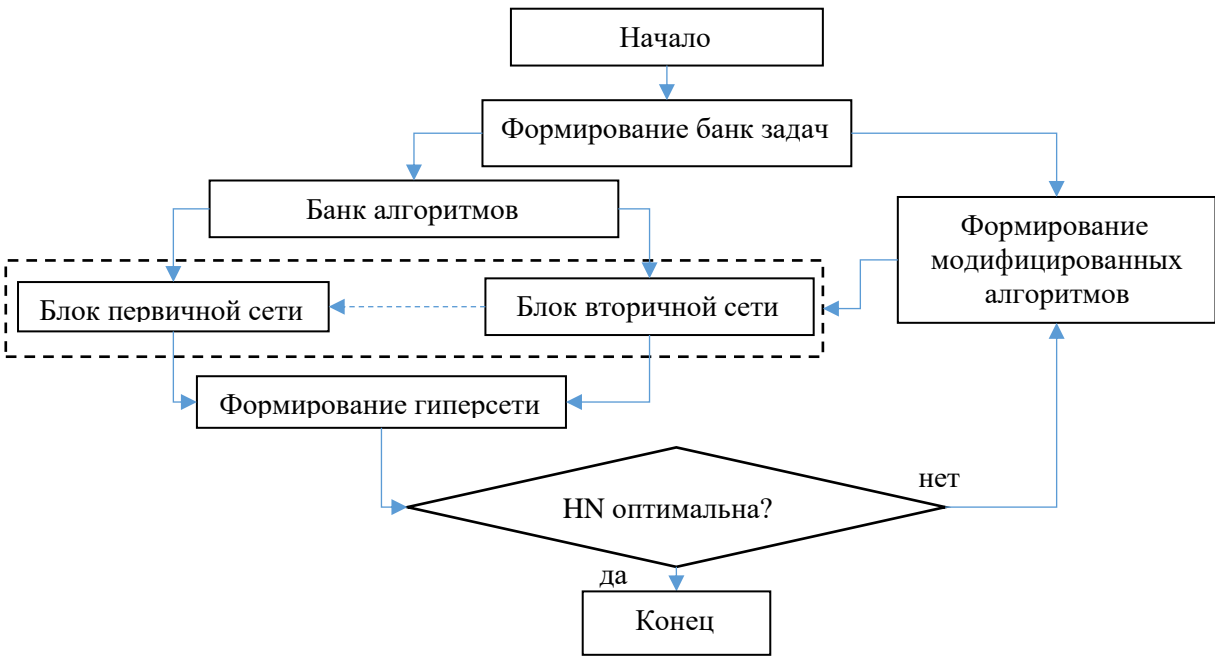 Начало
Формирование банк задач
Банк алгоритмов
Формирование
модифицированных
алгоритмов
Блок первичной сети
Блок вторичной сети
Формирование гиперсети
нет
HN оптимальна?
да
Конец